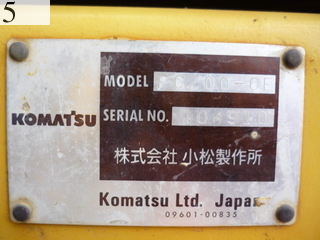 5
MODEL
KOMATSU
SERIAL NO.
株式会社 小松製作所
Komatsu Ltd. Japan
09601-00835